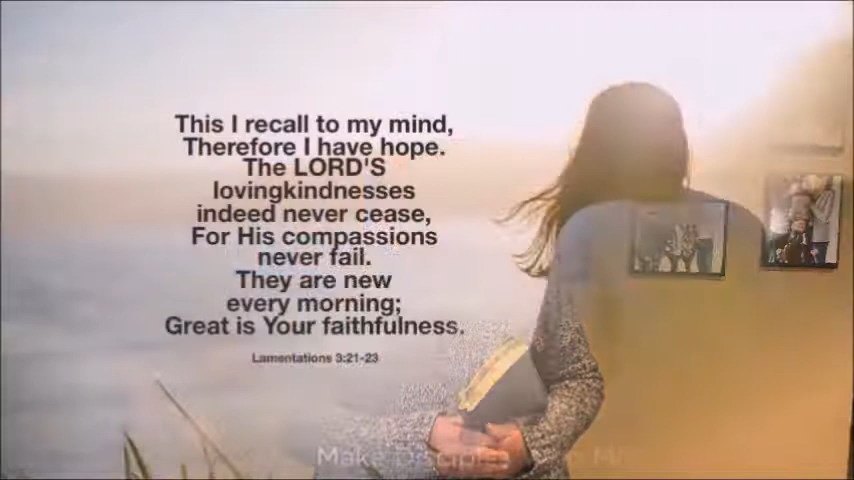 This I recall to my mind,
Therefore I have hope.
The LORD'S
lovingkindnesses
indeed never cease,
For His compassions
never fail.
They are new
every morning;
Great is Your faithfulness.
Lamentations 3:21-23
Make Disciples